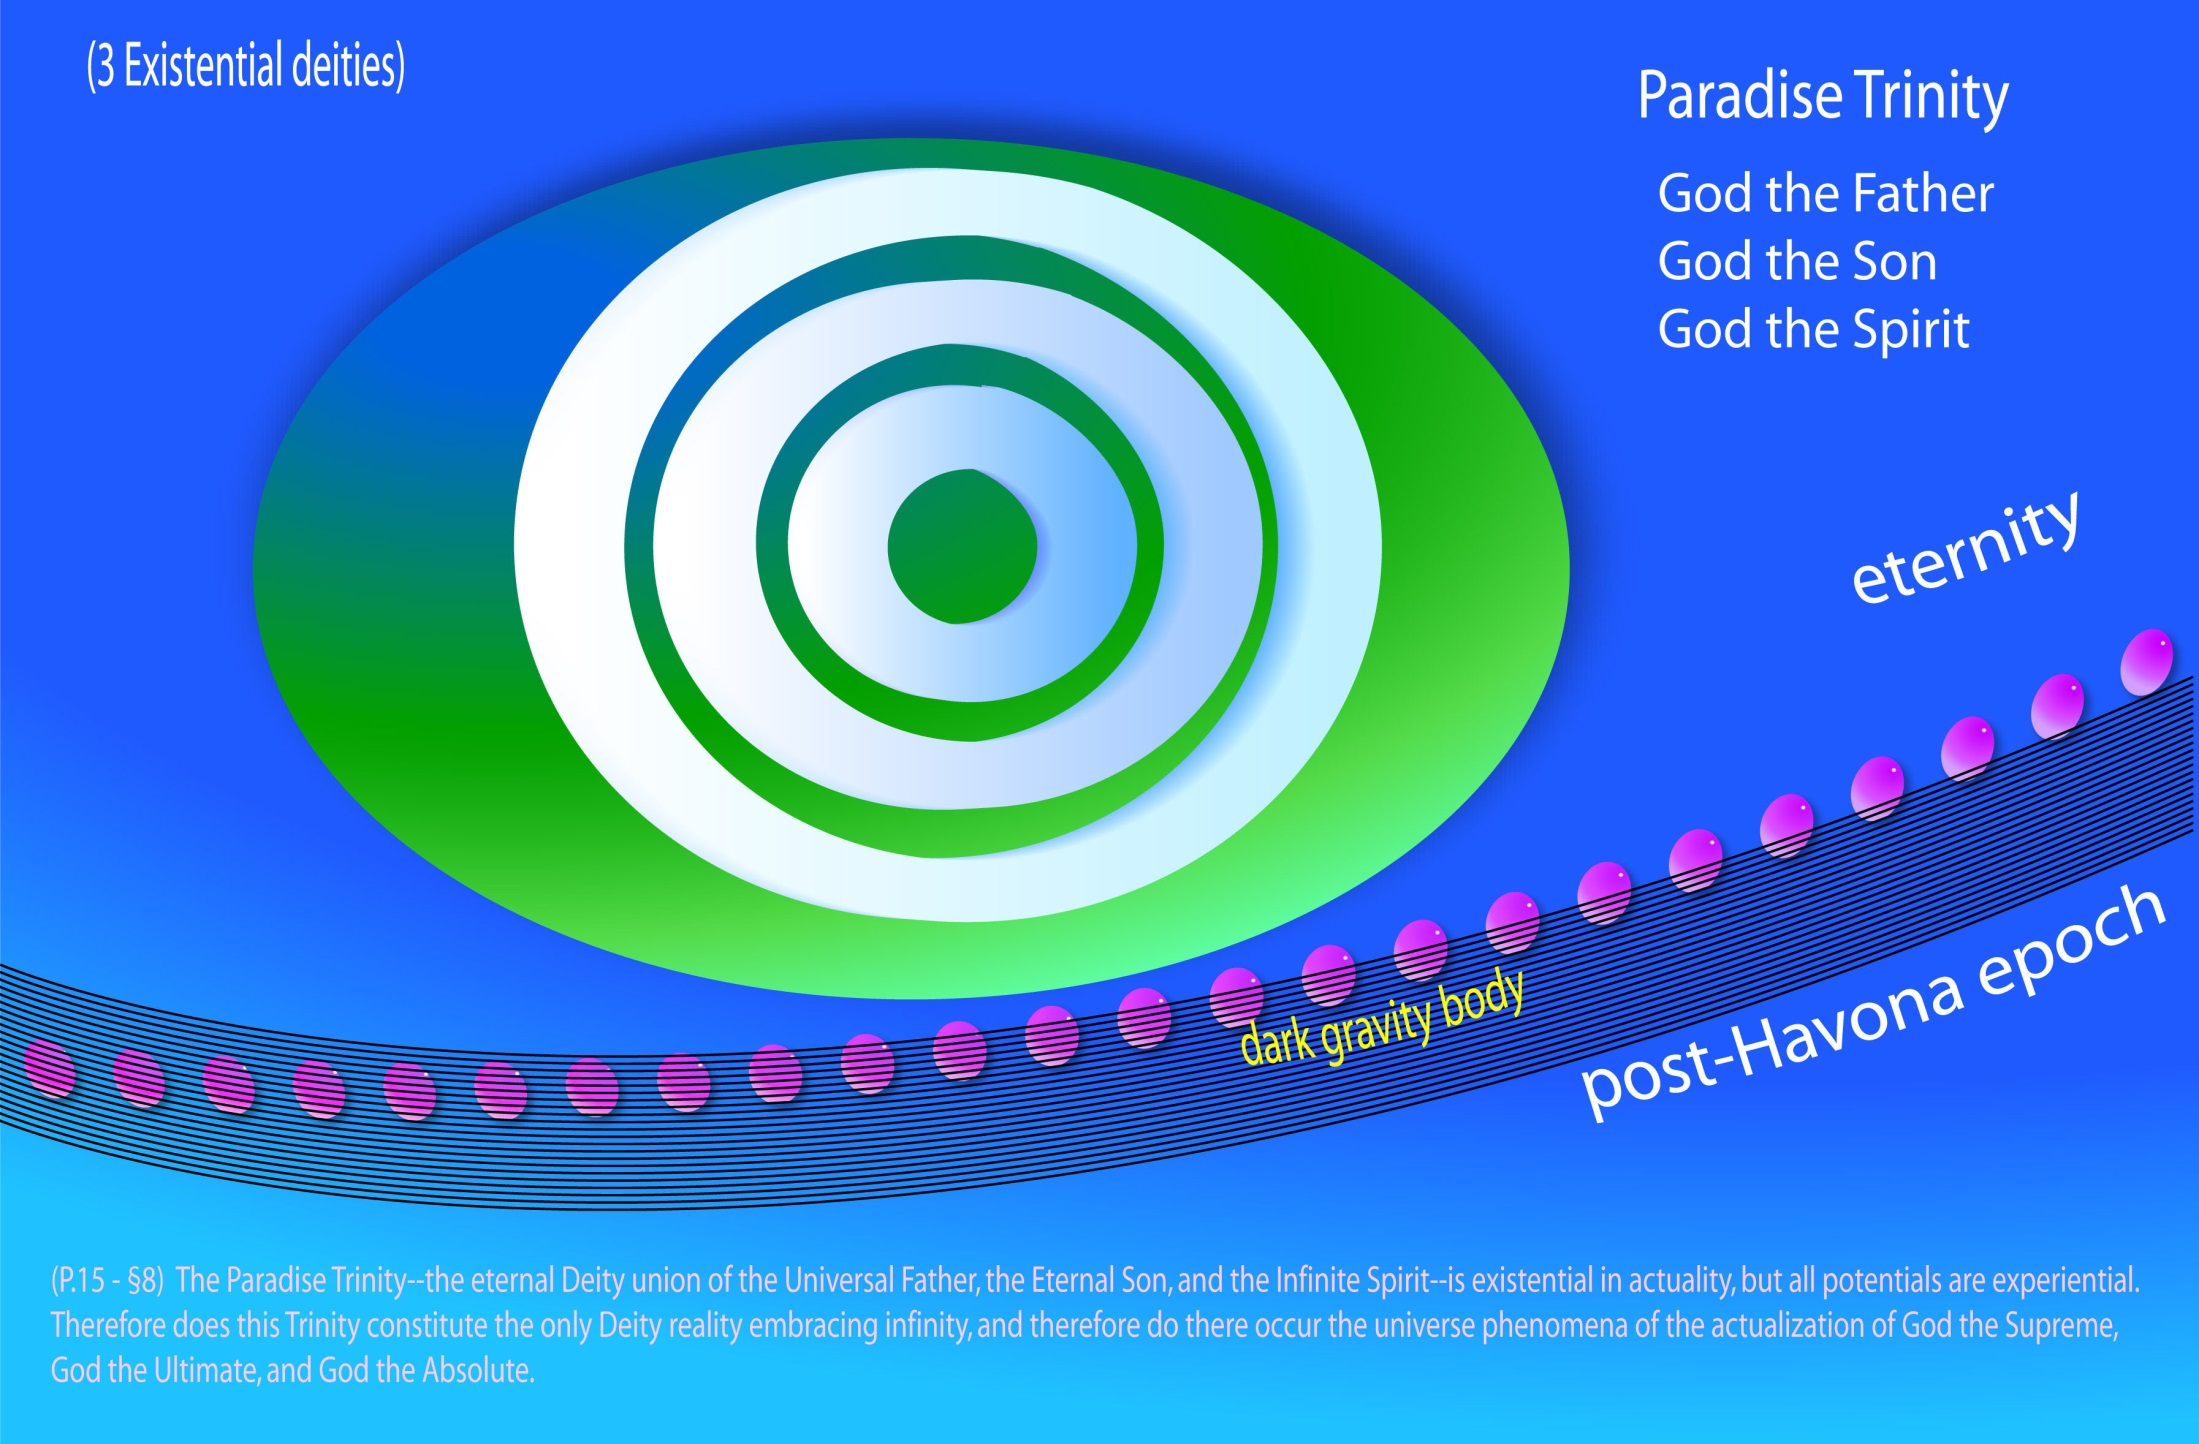 (3 Existential deities)
Paradise Trinity
God the Father
God the Son
God the Spirit
eternity
dark gravity body
post-Havona epoch
(P.15 - §8)  The Paradise Trinity--the eternal Deity union of the Universal Father, the Eternal Son, and the Infinite Spirit--is existential in actuality, but all potentials are experiential.
Therefore does this Trinity constitute the only Deity reality embracing infinity, and therefore do there occur the universe phenomena of the actualization of God the Supreme,
God the Ultimate, and God the Absolute.